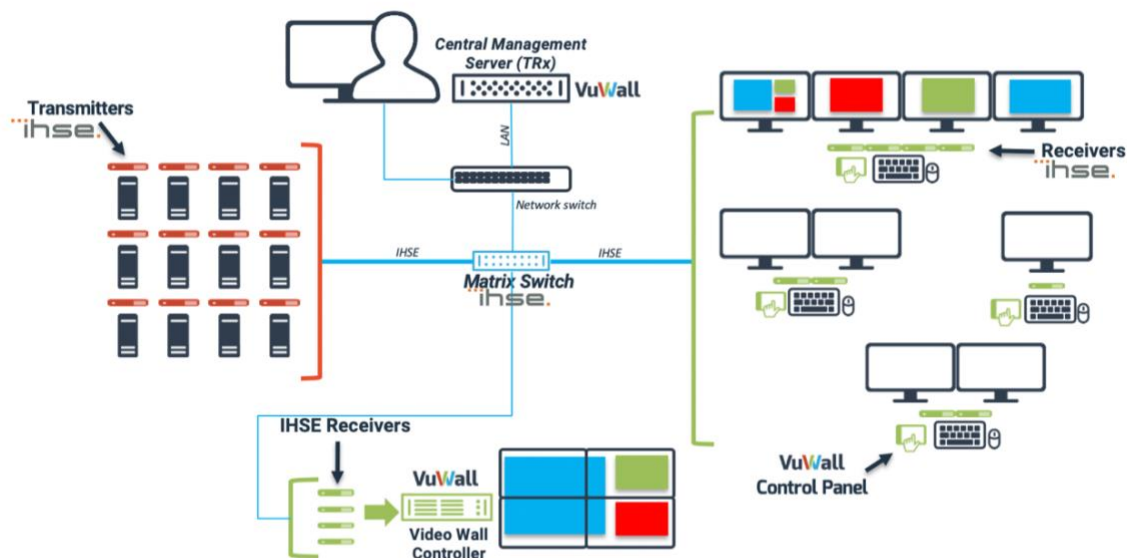 Central Management
Server (TRx)
VuWall
Transmitters
ihse.
LAN
Receivers
ihse.
Network switch
IHSE
IHSE
Matrix Switch
ihse.
IHSE Receivers
VuWall
Video Wall
Controller
VuWall
Control Panel